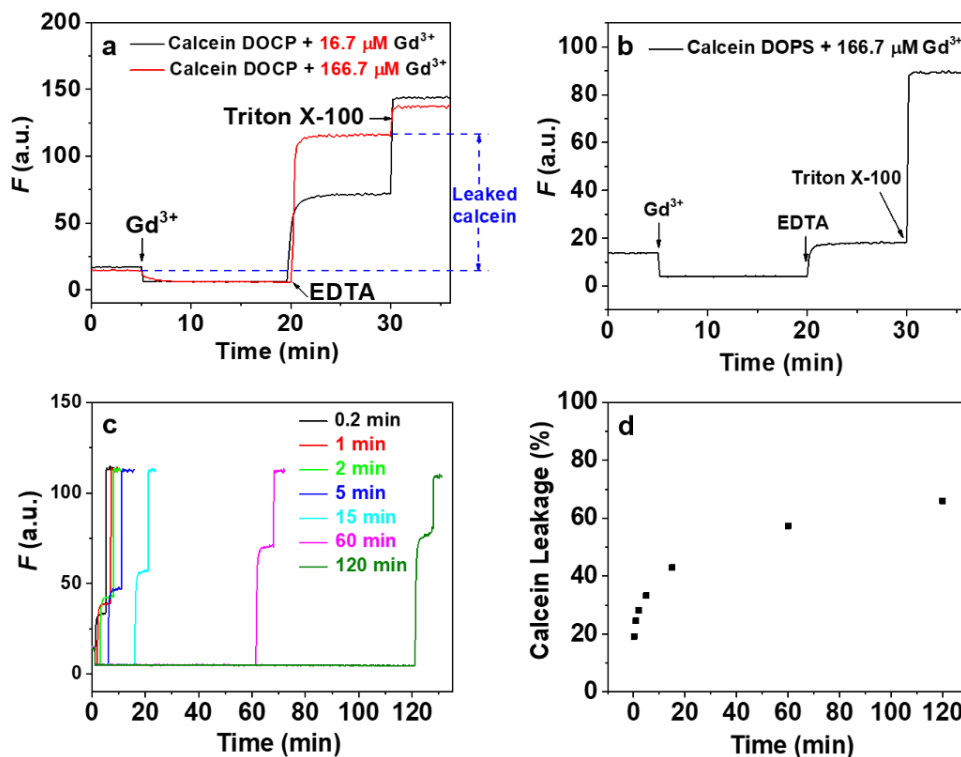 a
Calcein DOCP + 16.7 μM Gd³⁺
Calcein DOCP + 166.7 μM Gd³⁺
Triton X-100
Gd³⁺
EDTA
Leaked
calcein
F (a.u.)
200
150
100
50
0
0 10 20 30
Time (min)
b
Calcein DOPS + 166.7 μM Gd³⁺
Gd³⁺
EDTA
Triton X-100
F (a.u.)
100
80
60
40
20
0
0 10 20 30
Time (min)
c
0.2 min
1 min
2 min
5 min
15 min
60 min
120 min
F (a.u.)
150
100
50
0
0 20 40 60 80 100 120
Time (min)
d
Calcein Leakage (%)
100
80
60
40
20
0
0 20 40 60 80 100 120
Time (min)